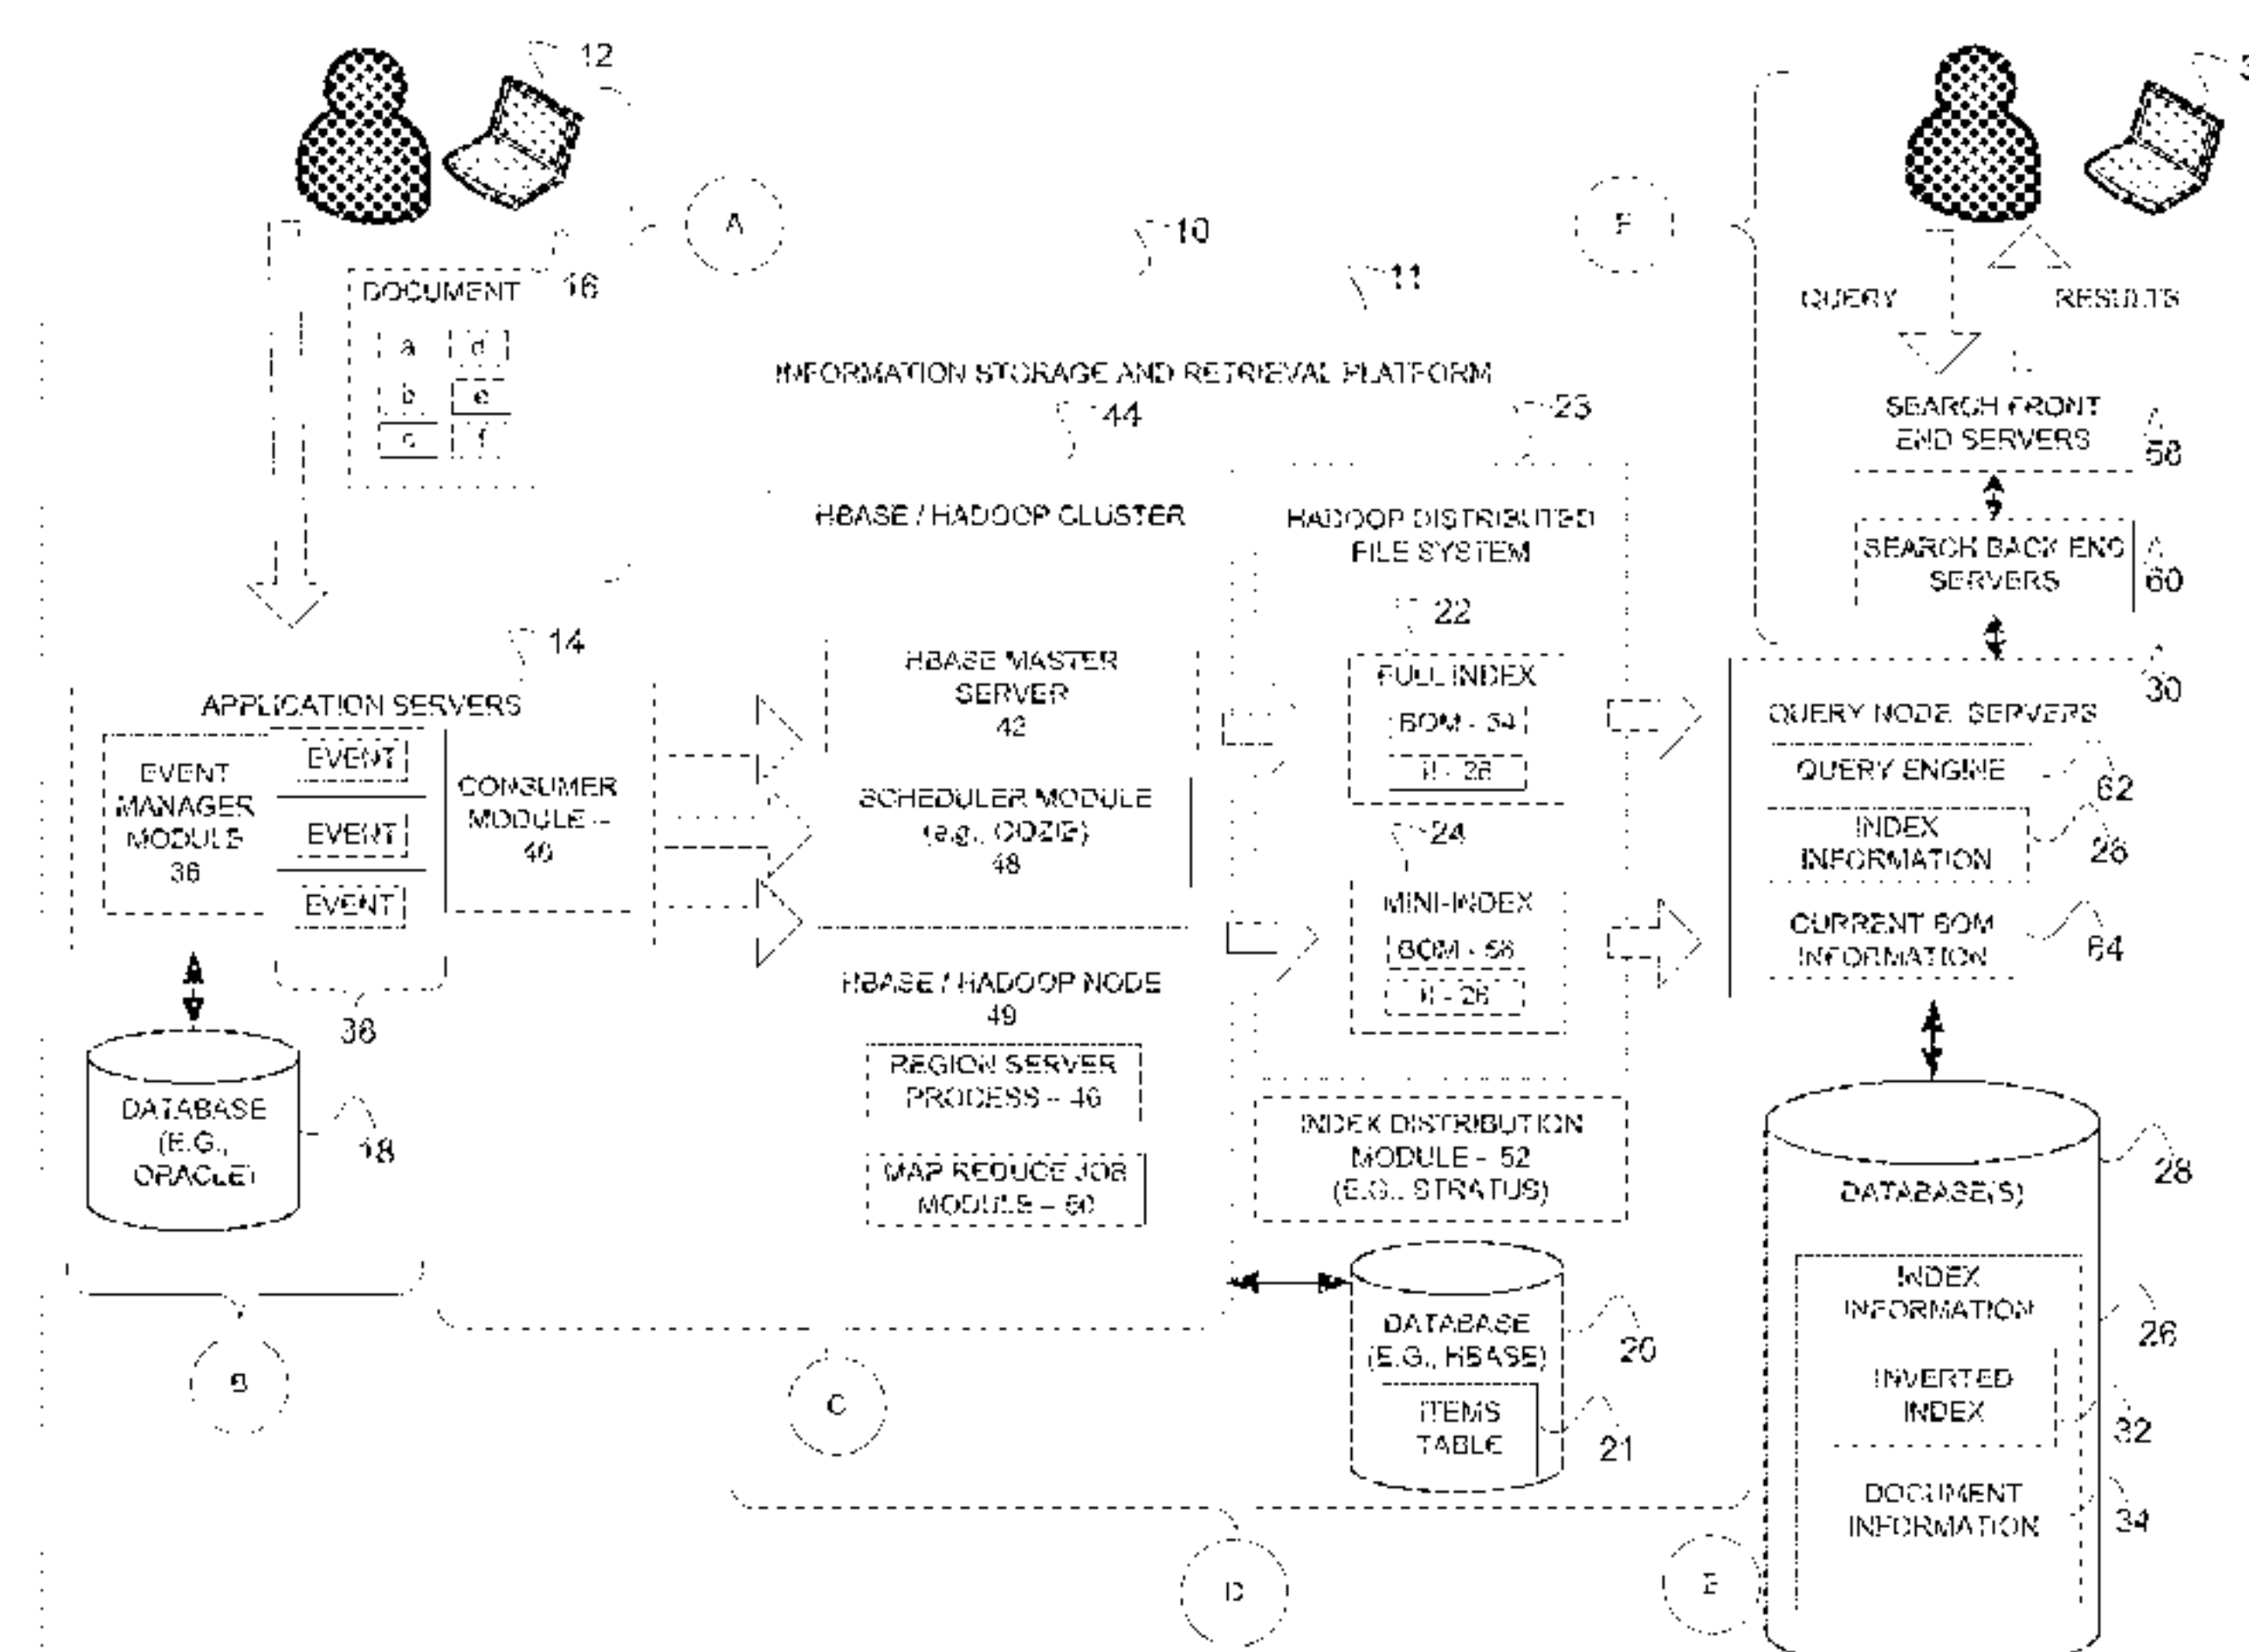 12
A
10
11
F
DOCUMENT
16
a
d
b
e
c
f
QUERY
RESULTS
INFORMATION STORAGE AND RETRIEVAL PLATFORM
44
23
SEARCH FRONT
END SERVERS
58
HBASE / HADOOP CLUSTER
HADOOP DISTRIBUTED
FILE SYSTEM
SEARCH BACK END
SERVERS
60
14
22
30
APPLICATION SERVERS
EVENT
MANAGER
MODULE
36
EVENT
EVENT
EVENT
38
CONSUMER
MODULE –
40
HBASE MASTER
SERVER
42
SCHEDULER MODULE
(e.g., OOZIE)
48
HBASE / HADOOP NODE
49
REGION SERVER
PROCESS – 46
MAP REDUCE JOB
MODULE – 50
FULL INDEX
BOM - 54
II - 26
24
MINI-INDEX
BOM - 56
II - 26
INDEX DISTRIBUTION
MODULE – 52
(E.G., STRATUS)
QUERY NODE SERVERS
QUERY ENGINE
62
INDEX
INFORMATION
26
CURRENT BOM
INFORMATION
64
DATABASE
(E.G.,
ORACLE)
18
DATABASE
(E.G., HBASE)
20
ITEMS
TABLE
21
DATABASE(S)
28
INDEX
INFORMATION
26
INVERTED
INDEX
32
DOCUMENT
INFORMATION
34
B
C
D
E